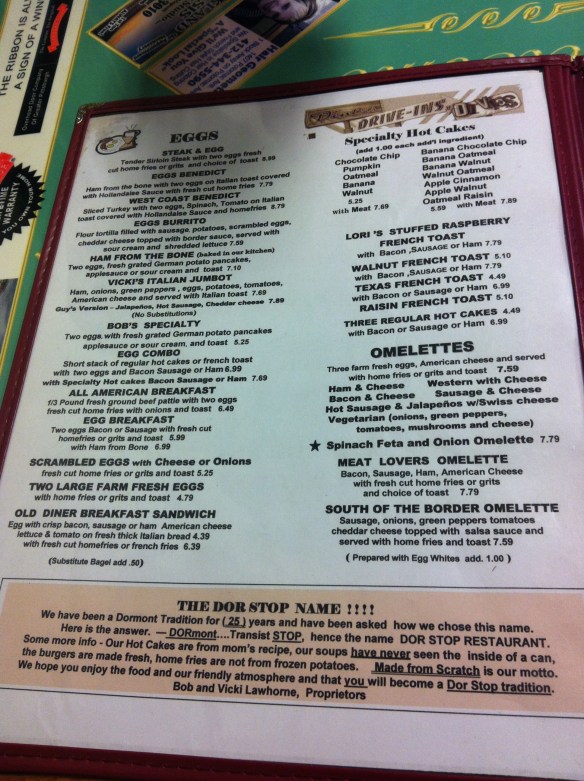 THE RIBBON IS
A SIGN OF A
DRIVE-INS & DIVES
EGGS
STEAK & EGG
Tender Sirloin Steak with two eggs fresh
cut home fries or grits and choice of toast 8.99
EGGS BENEDICT
Ham from the bone with two eggs on Italian toast covered
with Hollandaise Sauce with fresh cut home fries 7.79
WEST COAST BENEDICT
Sliced Turkey with two eggs, Spinach, Tomato on Italian
toast covered with Hollandaise Sauce and homefries 8.79
EGGS BURRITO
Flour tortilla filled with sausage, potatoes, scrambled eggs,
cheddar cheese topped with border sauce, served with
sour cream and shredded lettuce 7.59
HAM FROM THE BONE (baked in our kitchen)
Two eggs, fresh grated German potato pancakes,
applesauce or sour cream and toast 7.10
VICKI'S ITALIAN JUMBOT
Ham, onions, green peppers , eggs, potatoes, tomatoes,
American cheese and served with Italian toast 7.69
Guy's Version - Jalapeños, Hot Sausage, Cheddar cheese 7.89
(No Substitutions)
BOB'S SPECIALTY
Two eggs with fresh grated German potato pancakes
applesauce or sour cream, and toast 5.25
EGG COMBO
Short stack of regular hot cakes or french toast
with two eggs and Bacon Sausage or Ham 6.99
with Specialty Hot cakes Bacon Sausage or Ham 7.69
ALL AMERICAN BREAKFAST
1/3 Pound fresh ground beef pattie with two eggs
fresh cut home fries with onions and toast 6.49
EGG BREAKFAST
Two eggs Bacon or Sausage with fresh cut
homefries or grits and toast 5.99
with Ham from Bone 6.99
SCRAMBLED EGGS with Cheese or Onions
fresh cut home fries or grits and toast 5.25
TWO LARGE FARM FRESH EGGS
with home fries or grits and toast 4.79
OLD DINER BREAKFAST SANDWICH
Egg with crisp bacon, sausage or ham American cheese
lettuce & tomato on fresh thick Italian bread 4.39
with fresh cut homefries or french fries 6.39
(Substitute Bagel add .50)
Specialty Hot Cakes
(add 1.00 each add'l ingredient)
Chocolate Chip Banana Chocolate Chip
Pumpkin Banana Oatmeal
Oatmeal Banana Walnut
Banana Walnut Oatmeal
Walnut Apple Cinnamon
5.25 Apple Walnut
with Meat 7.69 Oatmeal Raisin
5.59 with Meat 7.89
LORI 'S STUFFED RASPBERRY
FRENCH TOAST
with Bacon ,SAUSAGE or HAM 7.79
WALNUT FRENCH TOAST 5.10
with Bacon ,SAUSAGE or Ham 7.79
TEXAS FRENCH TOAST 4.49
with Bacon or Sausage or Ham 6.99
RAISIN FRENCH TOAST 5.10
THREE REGULAR HOT CAKES 4.49
with Bacon or Sausage or Ham 6.99
OMELETTES
Three farm fresh eggs, American cheese and served
with home fries or grits and toast 7.59
Ham & Cheese Western with Cheese
Bacon & Cheese Sausage & Cheese
Hot Sausage & Jalapeños w/Swiss cheese
Vegetarian (onions, green peppers,
tomatoes, mushrooms and cheese)
★ Spinach Feta and Onion Omelette 7.79
MEAT LOVERS OMELETTE
Bacon, Sausage, Ham, American Cheese
with fresh cut home fries or grits
and choice of toast 7.79
SOUTH OF THE BORDER OMELETTE
Sausage, onions, green peppers tomatoes
cheddar cheese topped with salsa sauce and
served with home fries and toast 7.59
( Prepared with Egg Whites add. 1.00 )
THE DOR STOP NAME !!!!
We have been a Dormont Tradition for ( 25 ) years and have been asked how we chose this name.
Here is the answer. — DORmont....Transist STOP, hence the name DOR STOP RESTAURANT.
Some more info - Our Hot Cakes are from mom's recipe, our soups have never seen the inside of a can,
the burgers are made fresh, home fries are not from frozen potatoes. Made from Scratch is our motto.
We hope you enjoy the food and our friendly atmosphere and that you will become a Dor Stop tradition.
Bob and Vicki Lawhorne, Proprietors